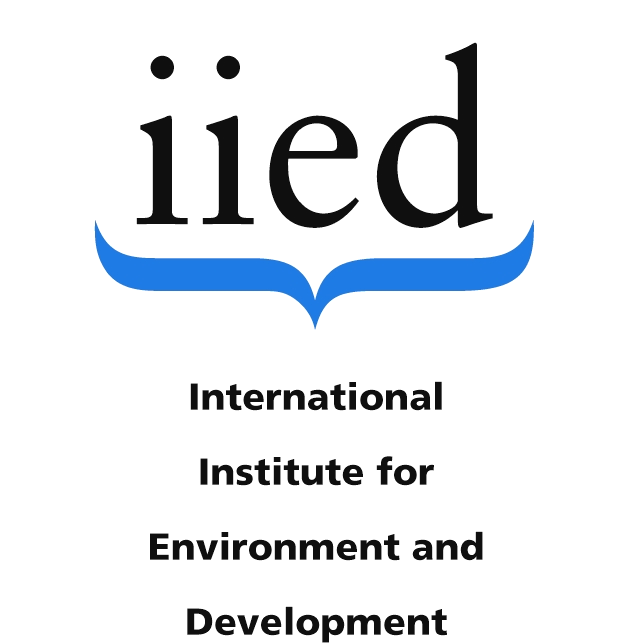 iied
International
Institute for
Environment and
Development